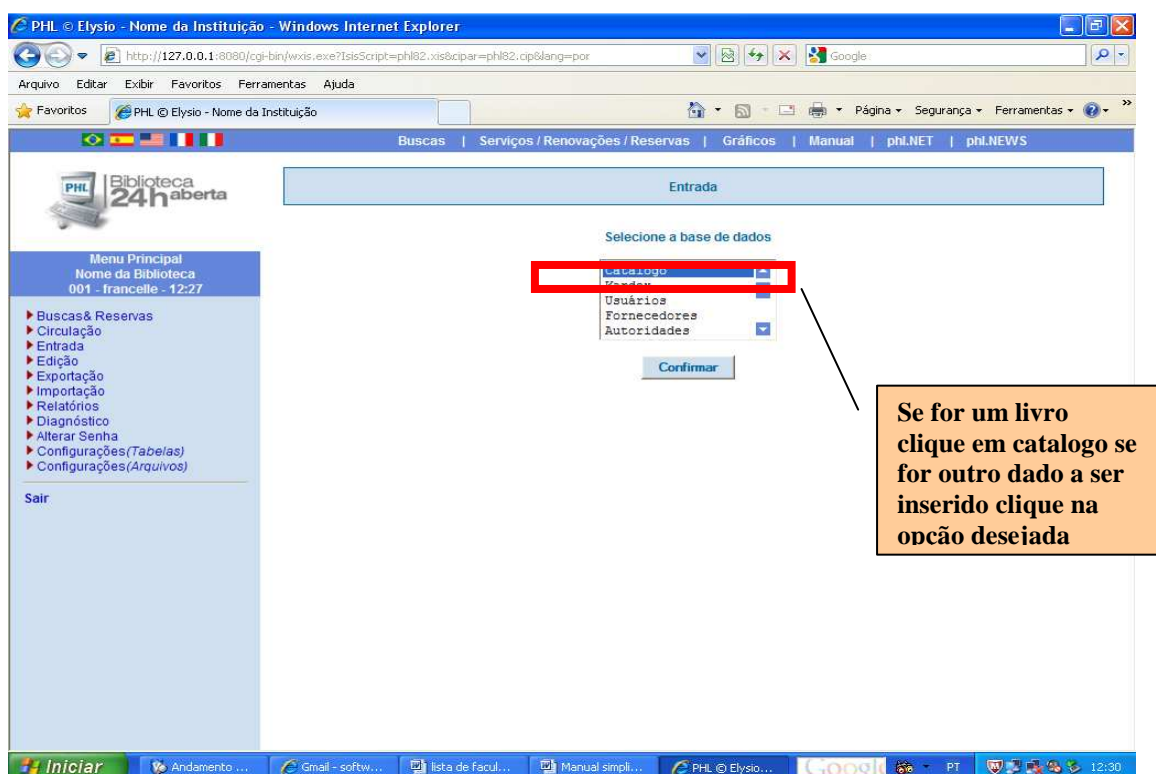 PHL © Elysio - Nome da Instituição - Windows Internet Explorer
http://127.0.0.1:8080/cgi-bin/wxis.exe?IsisScript=phl82.xis&cipar=phl82.cip&lang=por
Google
Arquivo Editar Exibir Favoritos Ferramentas Ajuda
Favoritos PHL © Elysio - Nome da Instituição Página Segurança Ferramentas »
Buscas | Serviços / Renovações / Reservas | Gráficos | Manual | phl.NET | phl.NEWS
PHL Biblioteca
24h aberta
Entrada
Selecione a base de dados
Menu Principal
Nome da Biblioteca
001 - francelle - 12:27
Catálogo
Kardex
Usuários
Fornecedores
Autoridades
Confirmar
Buscas& Reservas
Circulação
Entrada
Edição
Exportação
Importação
Relatórios
Diagnóstico
Alterar Senha
Configurações(Tabelas)
Configurações(Arquivos)
Sair
Se for um livro
clique em catalogo se
for outro dado a ser
inserido clique na
opção desejada
Iniciar Andamento ... Gmail - softw... lista de facul... Manual simpli... PHL © Elysio... Google PT 12:30